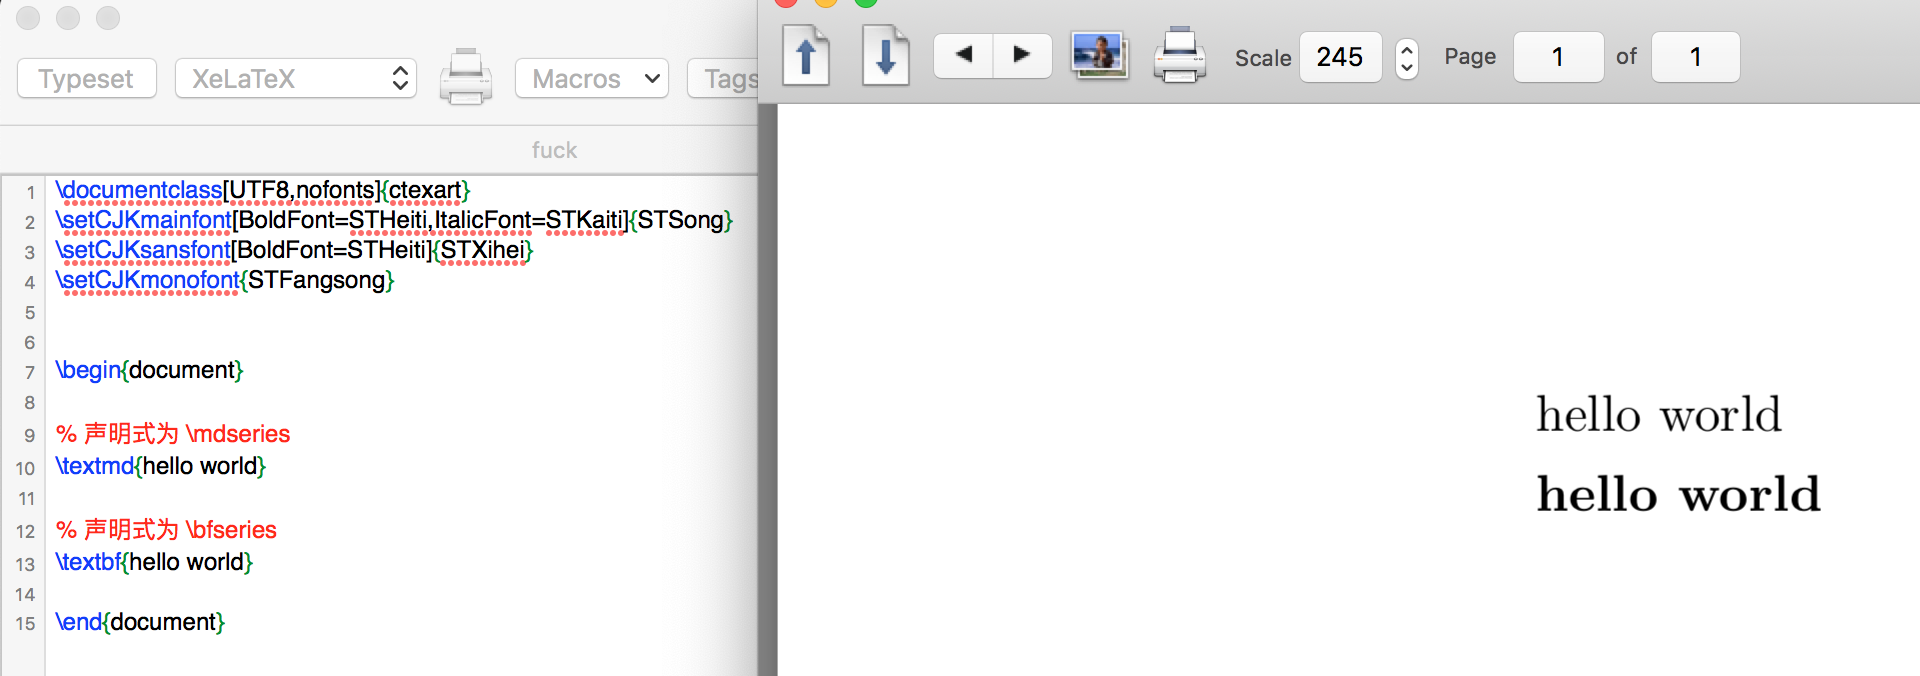 Typeset XeLaTeX Macros Tags
fuck
1 \documentclass[UTF8,nofonts]{ctexart}
2 \setCJKmainfont[BoldFont=STHeiti,ItalicFont=STKaiti]{STSong}
3 \setCJKsansfont[BoldFont=STHeiti]{STXihei}
4 \setCJKmonofont{STFangsong}
5
6
7 \begin{document}
8
9 % 声明式为 \mdseries
10 \textmd{hello world}
11
12 % 声明式为 \bfseries
13 \textbf{hello world}
14
15 \end{document}
Scale 245 Page 1 of 1
hello world
hello world